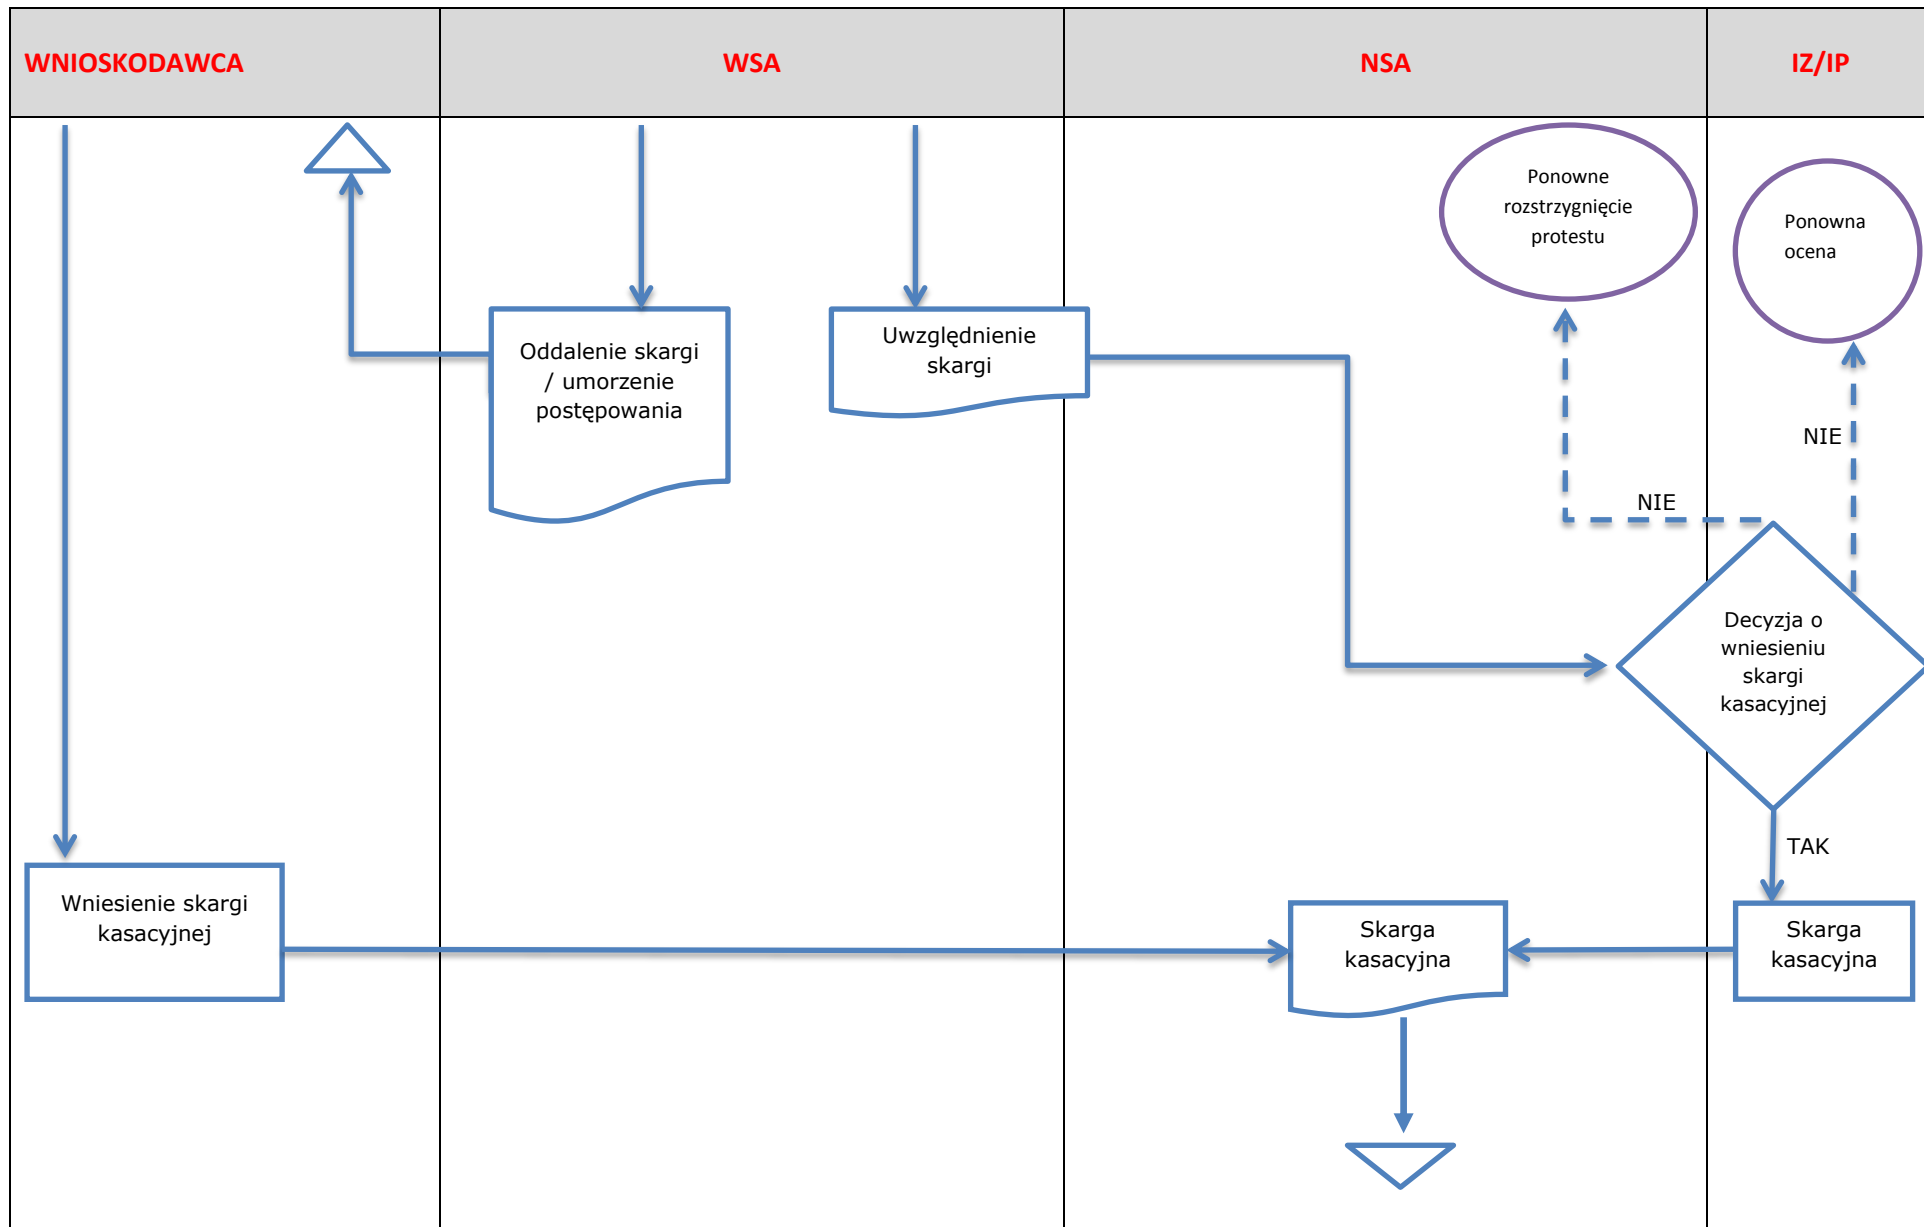 WNIOSKODAWCA
WSA
NSA
IZ/IP
Ponowne
rozstrzygnięcie
protestu
Ponowna
ocena
Oddalenie skargi
/ umorzenie
postępowania
Uwzględnienie
skargi
NIE
NIE
Decyzja o
wniesieniu
skargi
kasacyjnej
TAK
Wniesienie skargi
kasacyjnej
Skarga
kasacyjna
Skarga
kasacyjna